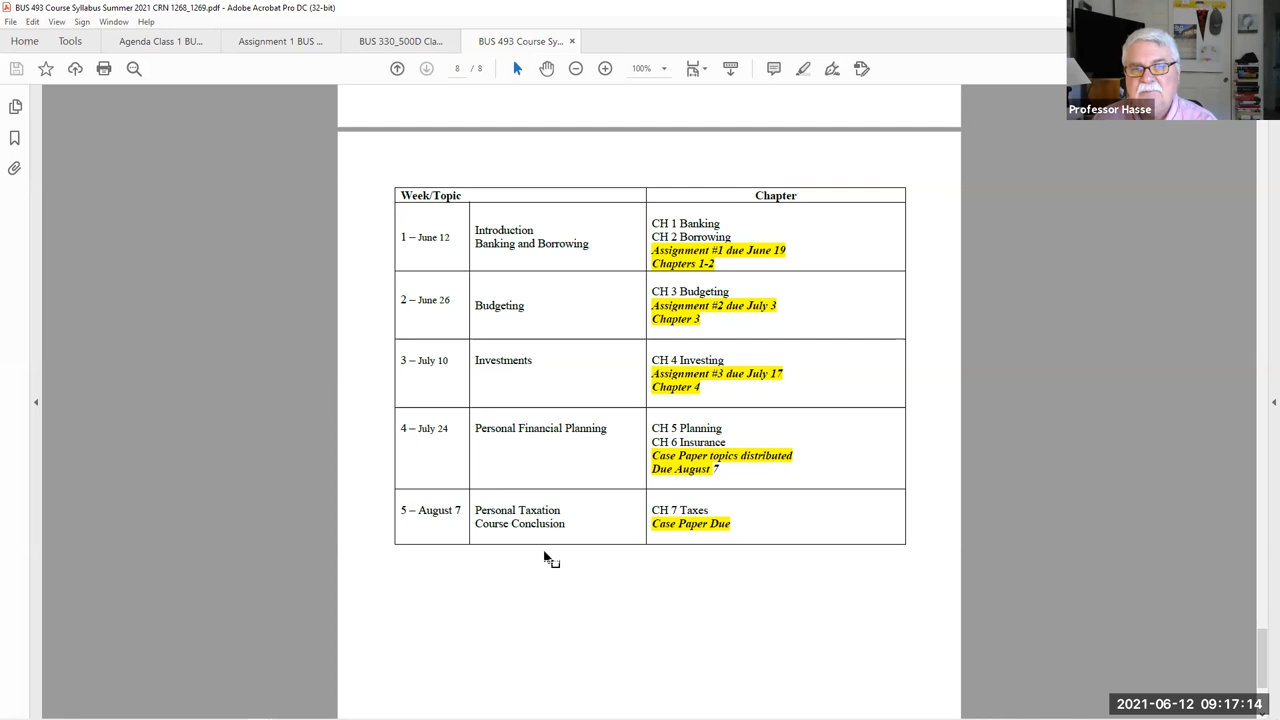 BUS 493 Course Syllabus Summer 2021 CRN 1268_1269.pdf - Adobe Acrobat Pro DC (32-bit)
File Edit View Sign Window Help
Home Tools Agenda Class 1 BU... Assignment 1 BUS ... BUS 330_500D Cla... BUS 493 Course Sy... ×
8 / 8 100%
Professor Hasse
Week/Topic Chapter
1 – June 12
Introduction
Banking and Borrowing
CH 1 Banking
CH 2 Borrowing
Assignment #1 due June 19
Chapters 1-2
2 – June 26
Budgeting
CH 3 Budgeting
Assignment #2 due July 3
Chapter 3
3 – July 10
Investments
CH 4 Investing
Assignment #3 due July 17
Chapter 4
4 – July 24
Personal Financial Planning
CH 5 Planning
CH 6 Insurance
Case Paper topics distributed
Due August 7
5 – August 7
Personal Taxation
Course Conclusion
CH 7 Taxes
Case Paper Due
2021-06-12 09:17:14